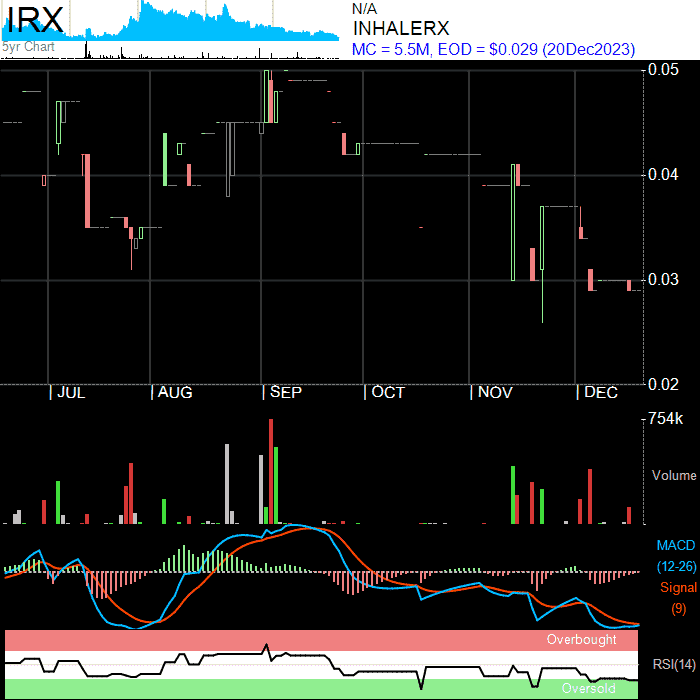 IRX
5yr Chart
N/A
INHALERX
MC = 5.5M, EOD = $0.029 (20Dec2023)
0.05
0.04
0.03
0.02
JUL AUG SEP OCT NOV DEC
754k
Volume
MACD
(12-26)
Signal
(9)
Overbought
RSI(14)
Oversold